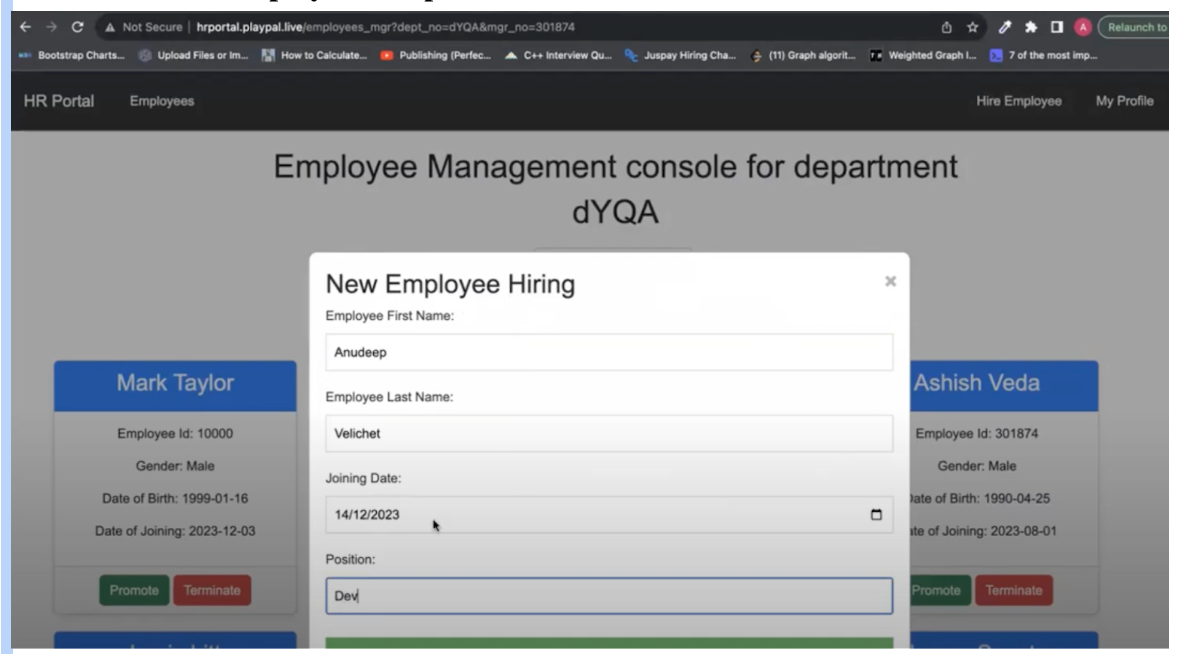 Not Secure | hrportal.playpal.live/employees_mgr?dept_no=dYQA&mgr_no=301874
A
Relaunch to
Bootstrap Charts... Upload Files or Im... How to Calculate... Publishing (Perfec... C++ Interview Qu... Juspay Hiring Cha... (11) Graph algorit... Weighted Graph I... 7 of the most imp...
HR Portal Employees Hire Employee My Profile
Employee Management console for department
dYQA
New Employee Hiring ×
Employee First Name:
Anudeep
Employee Last Name:
Velichet
Joining Date:
14/12/2023
Position:
Dev
Mark Taylor
Employee Id: 10000
Gender: Male
Date of Birth: 1999-01-16
Date of Joining: 2023-12-03
Promote Terminate
Ashish Veda
Employee Id: 301874
Gender: Male
ate of Birth: 1990-04-25
te of Joining: 2023-08-01
Promote Terminate